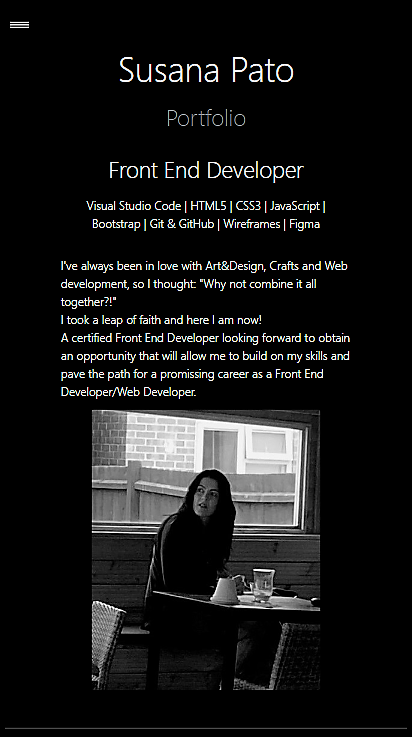 Susana Pato
Portfolio
Front End Developer
Visual Studio Code | HTML5 | CSS3 | JavaScript |
Bootstrap | Git & GitHub | Wireframes | Figma
I've always been in love with Art&Design, Crafts and Web
development, so I thought: "Why not combine it all
together?!"
I took a leap of faith and here I am now!
A certified Front End Developer looking forward to obtain
an opportunity that will allow me to build on my skills and
pave the path for a promissing career as a Front End
Developer/Web Developer.